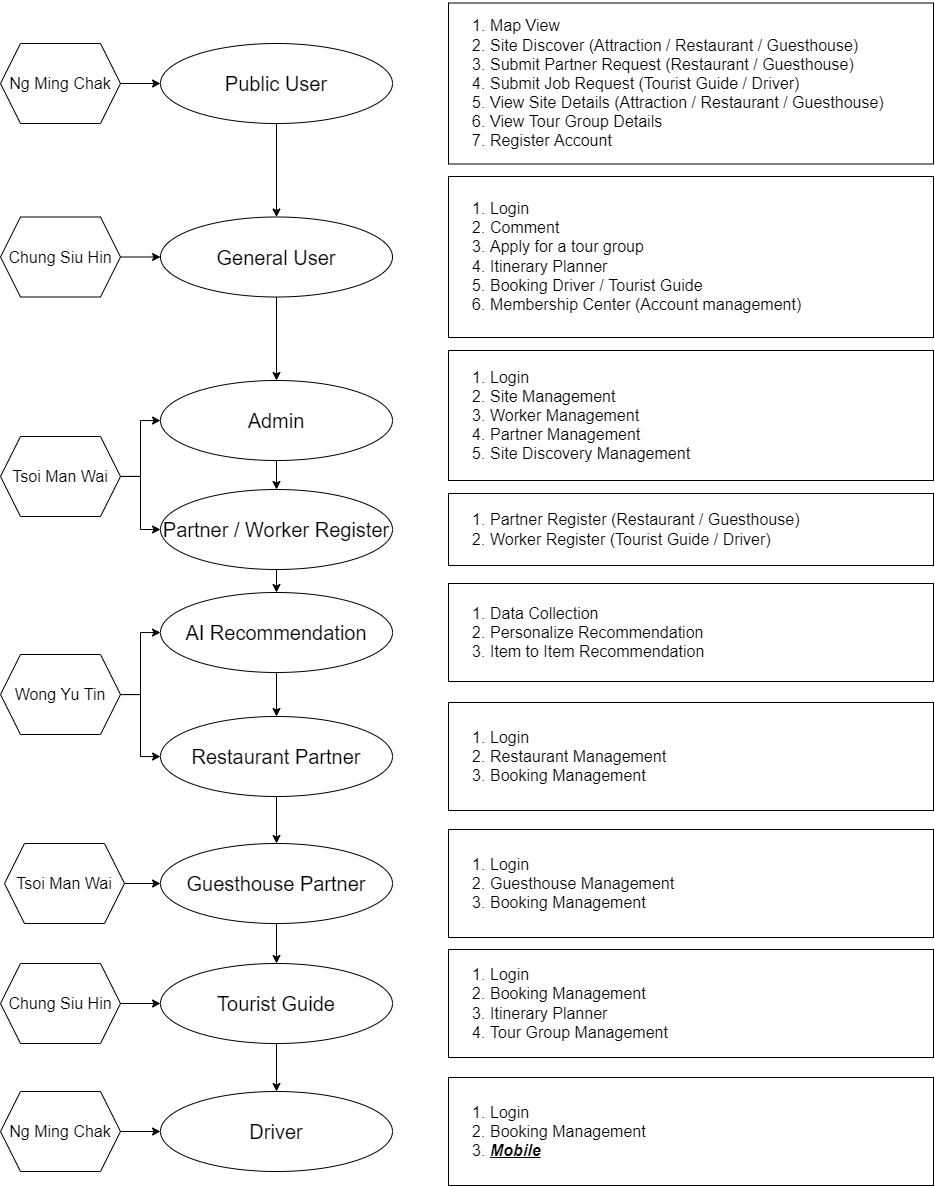 Ng Ming Chak
Public User
1. Map View
2. Site Discover (Attraction / Restaurant / Guesthouse)
3. Submit Partner Request (Restaurant / Guesthouse)
4. Submit Job Request (Tourist Guide / Driver)
5. View Site Details (Attraction / Restaurant / Guesthouse)
6. View Tour Group Details
7. Register Account
Chung Siu Hin
General User
1. Login
2. Comment
3. Apply for a tour group
4. Itinerary Planner
5. Booking Driver / Tourist Guide
6. Membership Center (Account management)
Tsoi Man Wai
Admin
1. Login
2. Site Management
3. Worker Management
4. Partner Management
5. Site Discovery Management
Partner / Worker Register
1. Partner Register (Restaurant / Guesthouse)
2. Worker Register (Tourist Guide / Driver)
Wong Yu Tin
AI Recommendation
1. Data Collection
2. Personalize Recommendation
3. Item to Item Recommendation
Restaurant Partner
1. Login
2. Restaurant Management
3. Booking Management
Tsoi Man Wai
Guesthouse Partner
1. Login
2. Guesthouse Management
3. Booking Management
Chung Siu Hin
Tourist Guide
1. Login
2. Booking Management
3. Itinerary Planner
4. Tour Group Management
Ng Ming Chak
Driver
1. Login
2. Booking Management
3. Mobile